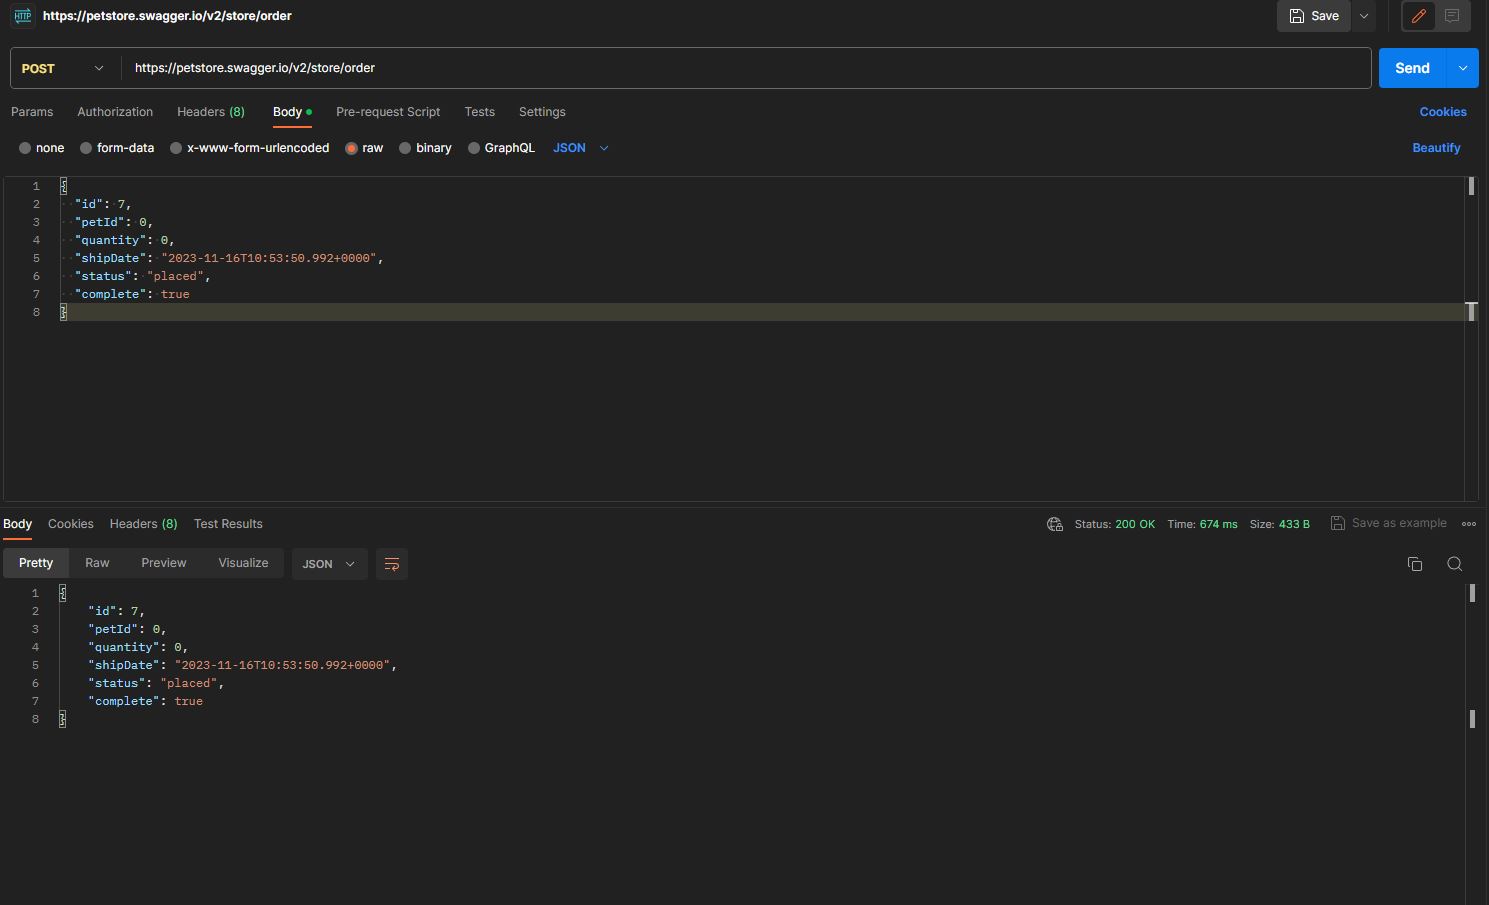 HTTP https://petstore.swagger.io/v2/store/order Save
POST https://petstore.swagger.io/v2/store/order Send
Params Authorization Headers (8) Body Pre-request Script Tests Settings Cookies
none form-data x-www-form-urlencoded raw binary GraphQL JSON Beautify
1 {
2 "id": 7,
3 "petId": 0,
4 "quantity": 0,
5 "shipDate": "2023-11-16T10:53:50.992+0000",
6 "status": "placed",
7 "complete": true
8 }
Body Cookies Headers (8) Test Results Status: 200 OK Time: 674 ms Size: 433 B Save as example
Pretty Raw Preview Visualize JSON
1 {
2 "id": 7,
3 "petId": 0,
4 "quantity": 0,
5 "shipDate": "2023-11-16T10:53:50.992+0000",
6 "status": "placed",
7 "complete": true
8 }